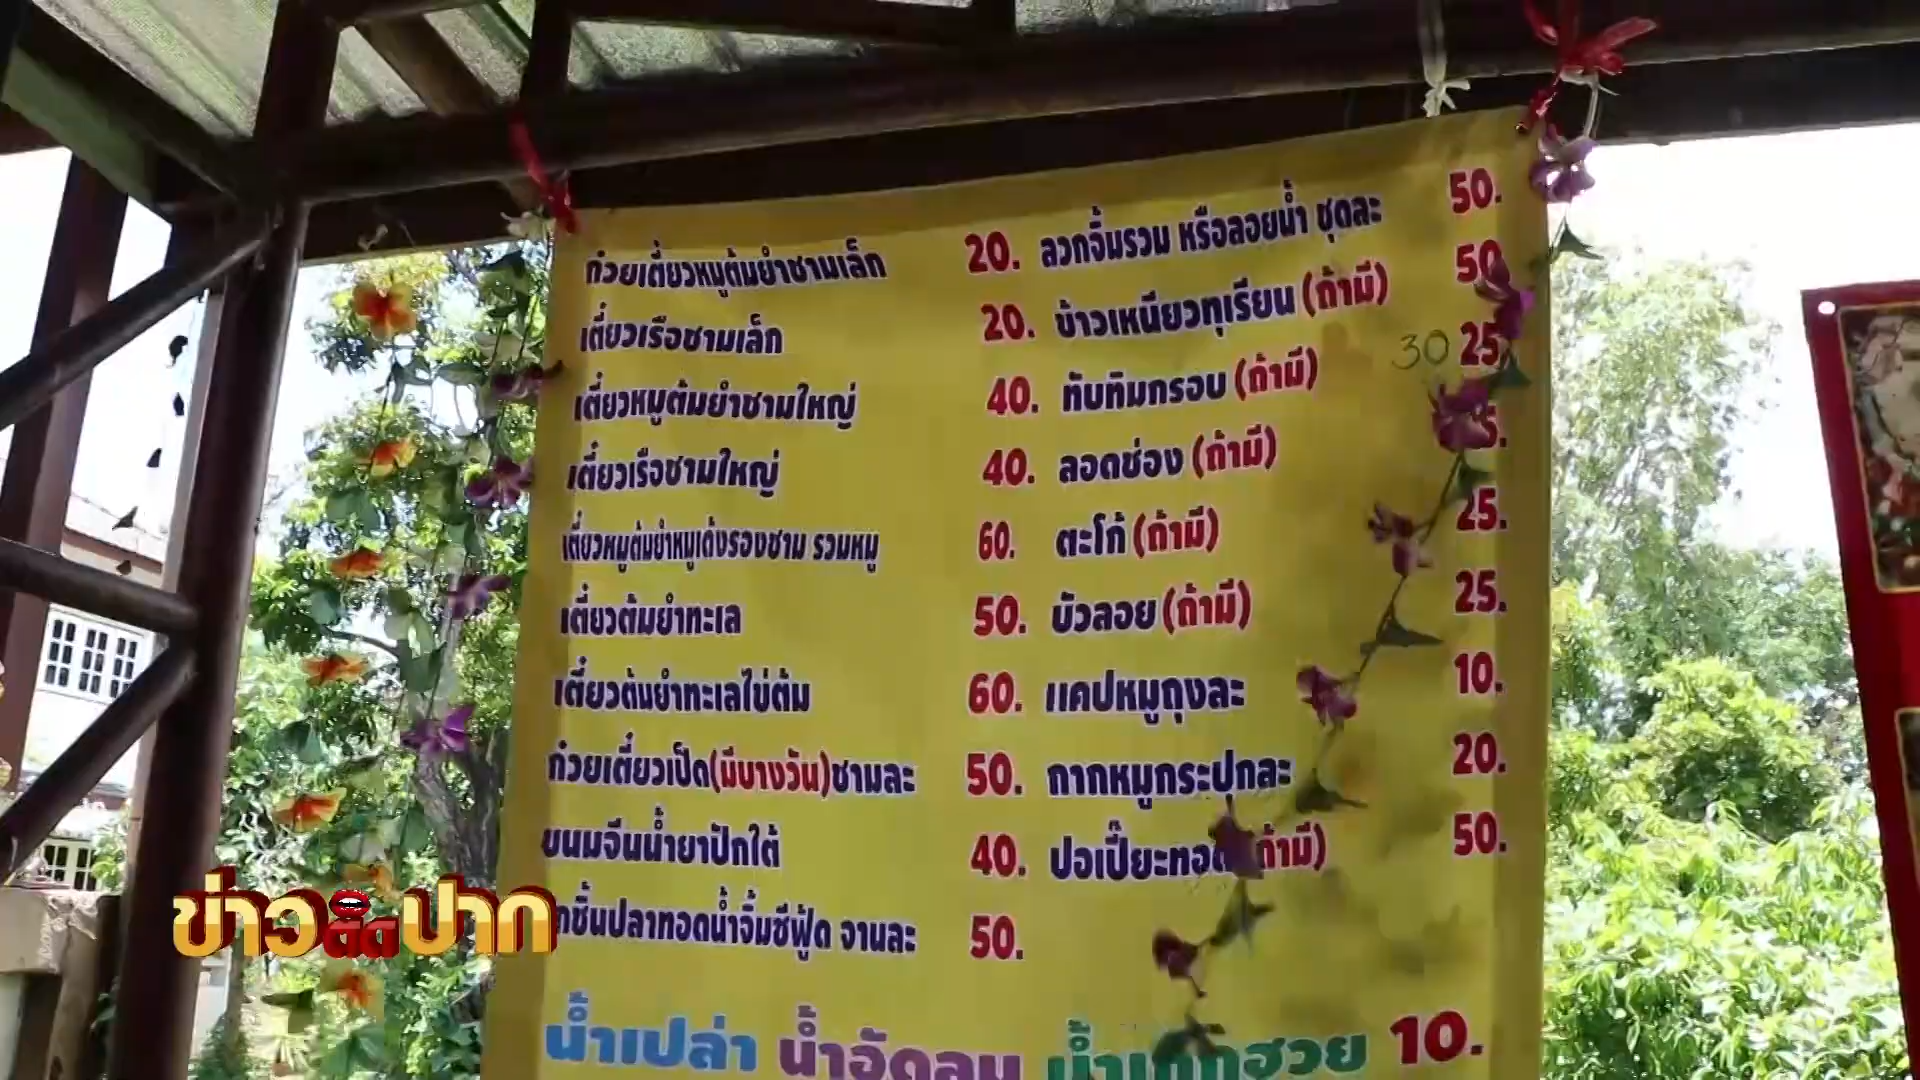 ก๋วยเตี๋ยวหมูต้มยำชามเล็ก 20.
เตี๋ยวเรือชามเล็ก 20.
เตี๋ยวหมูต้มยำชามใหญ่ 40.
เตี๋ยวเรือชามใหญ่ 40.
เตี๋ยวหมูต้มยำหมูเด้งรองชาม รวมหมู 60.
เตี๋ยวต้มยำทะเล 50.
เตี๋ยวต้มยำทะเลไข่ต้ม 60.
ก๋วยเตี๋ยวเป็ด(มีบางวัน)ชามละ 50.
ขนมจีนน้ำยาปักใต้ 40.
ปลาทอดน้ำจิ้มซีฟู้ด จานละ 50.
ลวกจิ้มรวม หรือลอยน้ำ ชุดละ 50.
ข้าวเหนียวทุเรียน (ถ้ามี) 50
ทับทิมกรอบ (ถ้ามี) 30 25
ลอดช่อง (ถ้ามี)
ตะโก้ (ถ้ามี) 25.
บัวลอย (ถ้ามี) 25.
แคปหมูถุงละ 10.
กากหมูกระปุกละ 20.
ปอเปี๊ยะทอด ถ้ามี) 50.
น้ำเปล่า น้ำอัดลม น้ำเก๊กฮวย 10.
ข่าวติดปาก